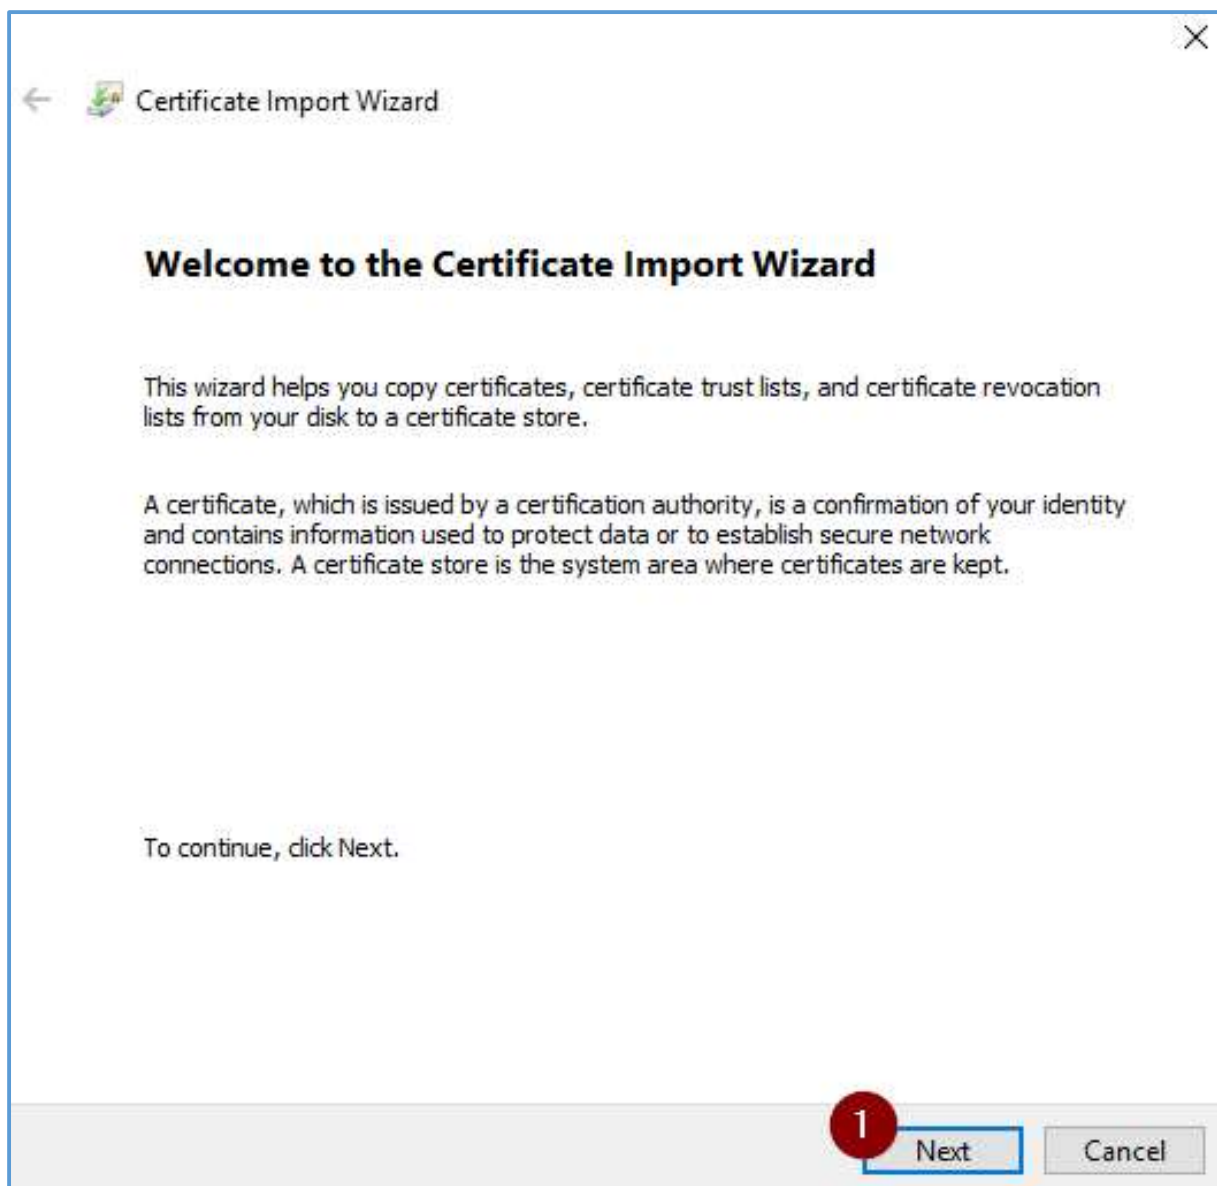 Certificate Import Wizard
Welcome to the Certificate Import Wizard
This wizard helps you copy certificates, certificate trust lists, and certificate revocation
lists from your disk to a certificate store.
A certificate, which is issued by a certification authority, is a confirmation of your identity
and contains information used to protect data or to establish secure network
connections. A certificate store is the system area where certificates are kept.
To continue, click Next.
1
Next Cancel